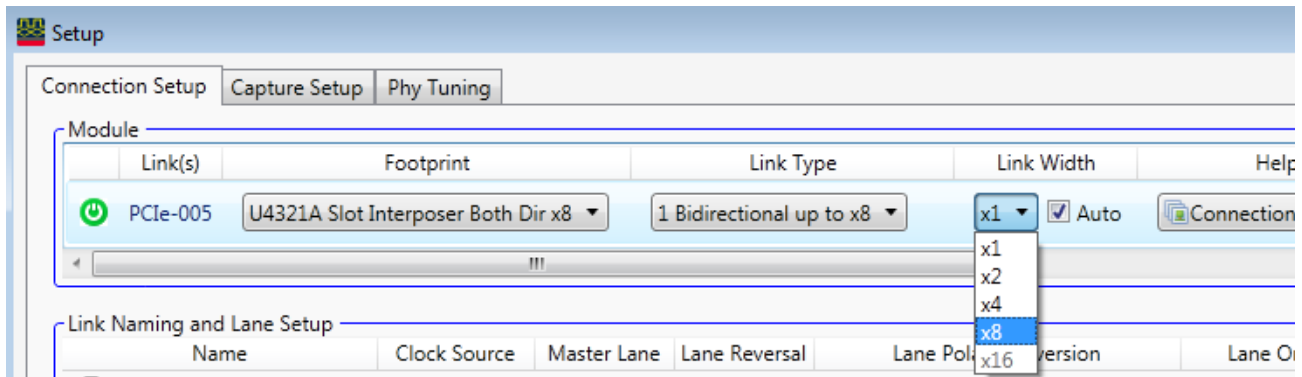 Setup
Connection Setup Capture Setup Phy Tuning
Module
Link(s) Footprint Link Type Link Width Help
PCIe-005 U4321A Slot Interposer Both Dir x8 1 Bidirectional up to x8 x1 Auto Connection
x1
x2
x4
x8
x16
Link Naming and Lane Setup
Name Clock Source Master Lane Lane Reversal Lane